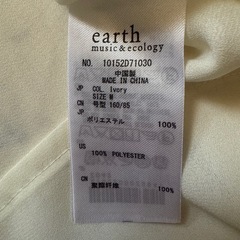 earth
music & ecology
NO. 10152D71030
中国製
MADE IN CHINA
JP COL. Ivory
SIZE M
CN 号型 160/85
JP
ポリエステル 100%
US
100% POLYESTER
CN
聚酯纤维 100%